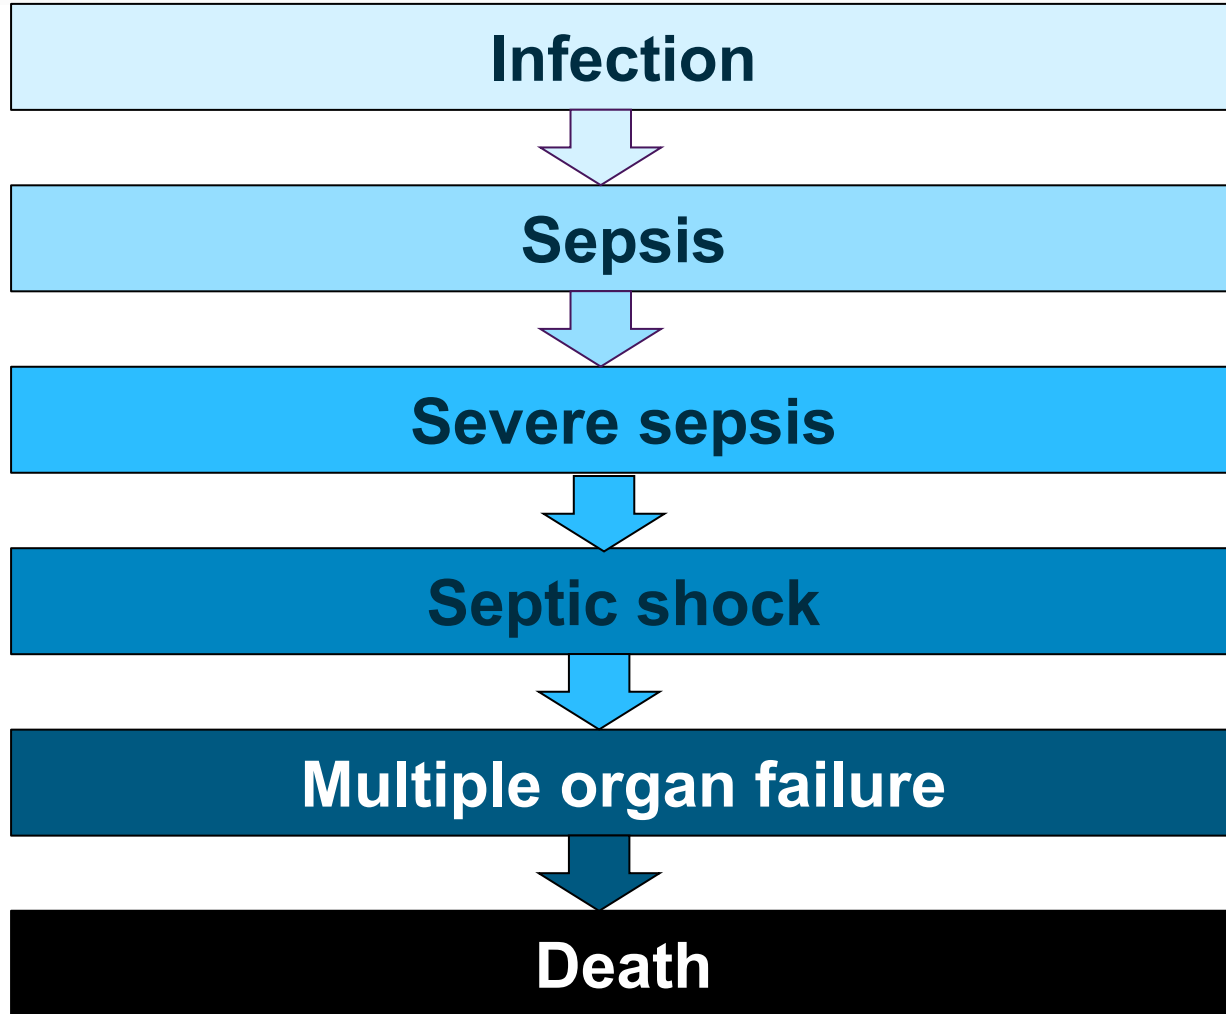 Infection
Sepsis
Severe sepsis
Septic shock
Multiple organ failure
Death